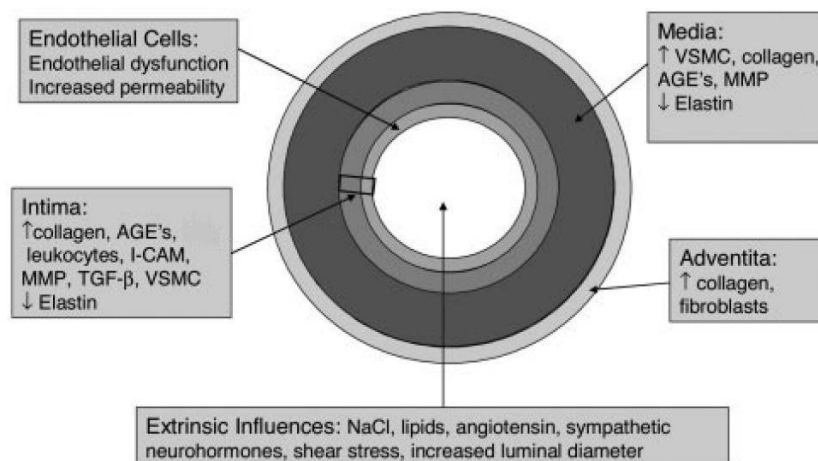 Endothelial Cells:
Endothelial dysfunction
Increased permeability
Media:
↑ VSMC, collagen,
AGE's, MMP
↓ Elastin
Intima:
↑collagen, AGE's,
leukocytes, I-CAM,
MMP, TGF-β, VSMC
↓ Elastin
Adventita:
↑ collagen,
fibroblasts
Extrinsic Influences: NaCl, lipids, angiotensin, sympathetic
neurohormones, shear stress, increased luminal diameter